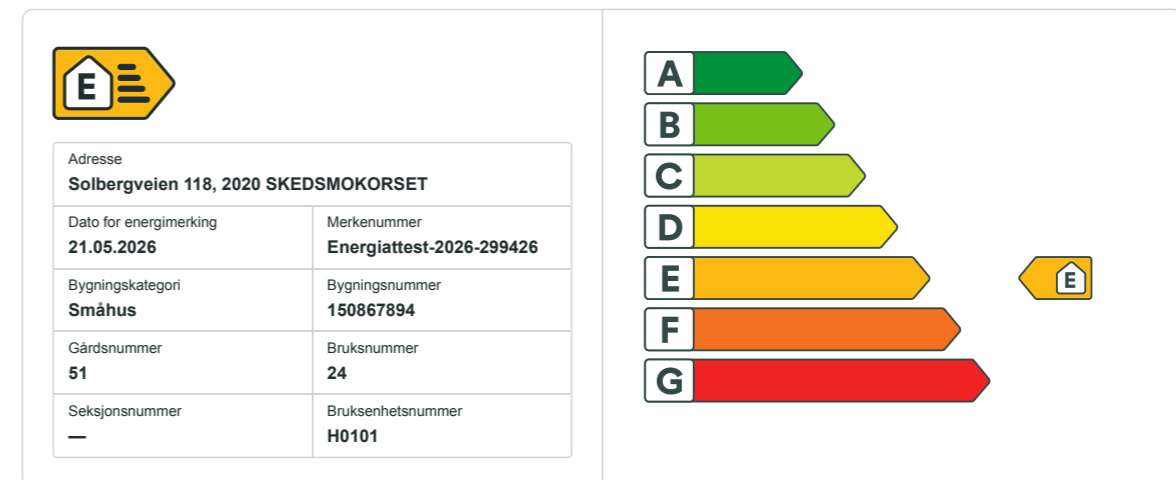 E
Adresse
Solbergveien 118, 2020 SKEDSMOKORSET
Dato for energimerking
21.05.2026
Merkenummer
Energiattest-2026-299426
Bygningskategori
Småhus
Bygningsnummer
150867894
Gårdsnummer
51
Bruksnummer
24
Seksjonsnummer
—
Bruksenhetsnummer
H0101
A
B
C
D
E
E
F
G